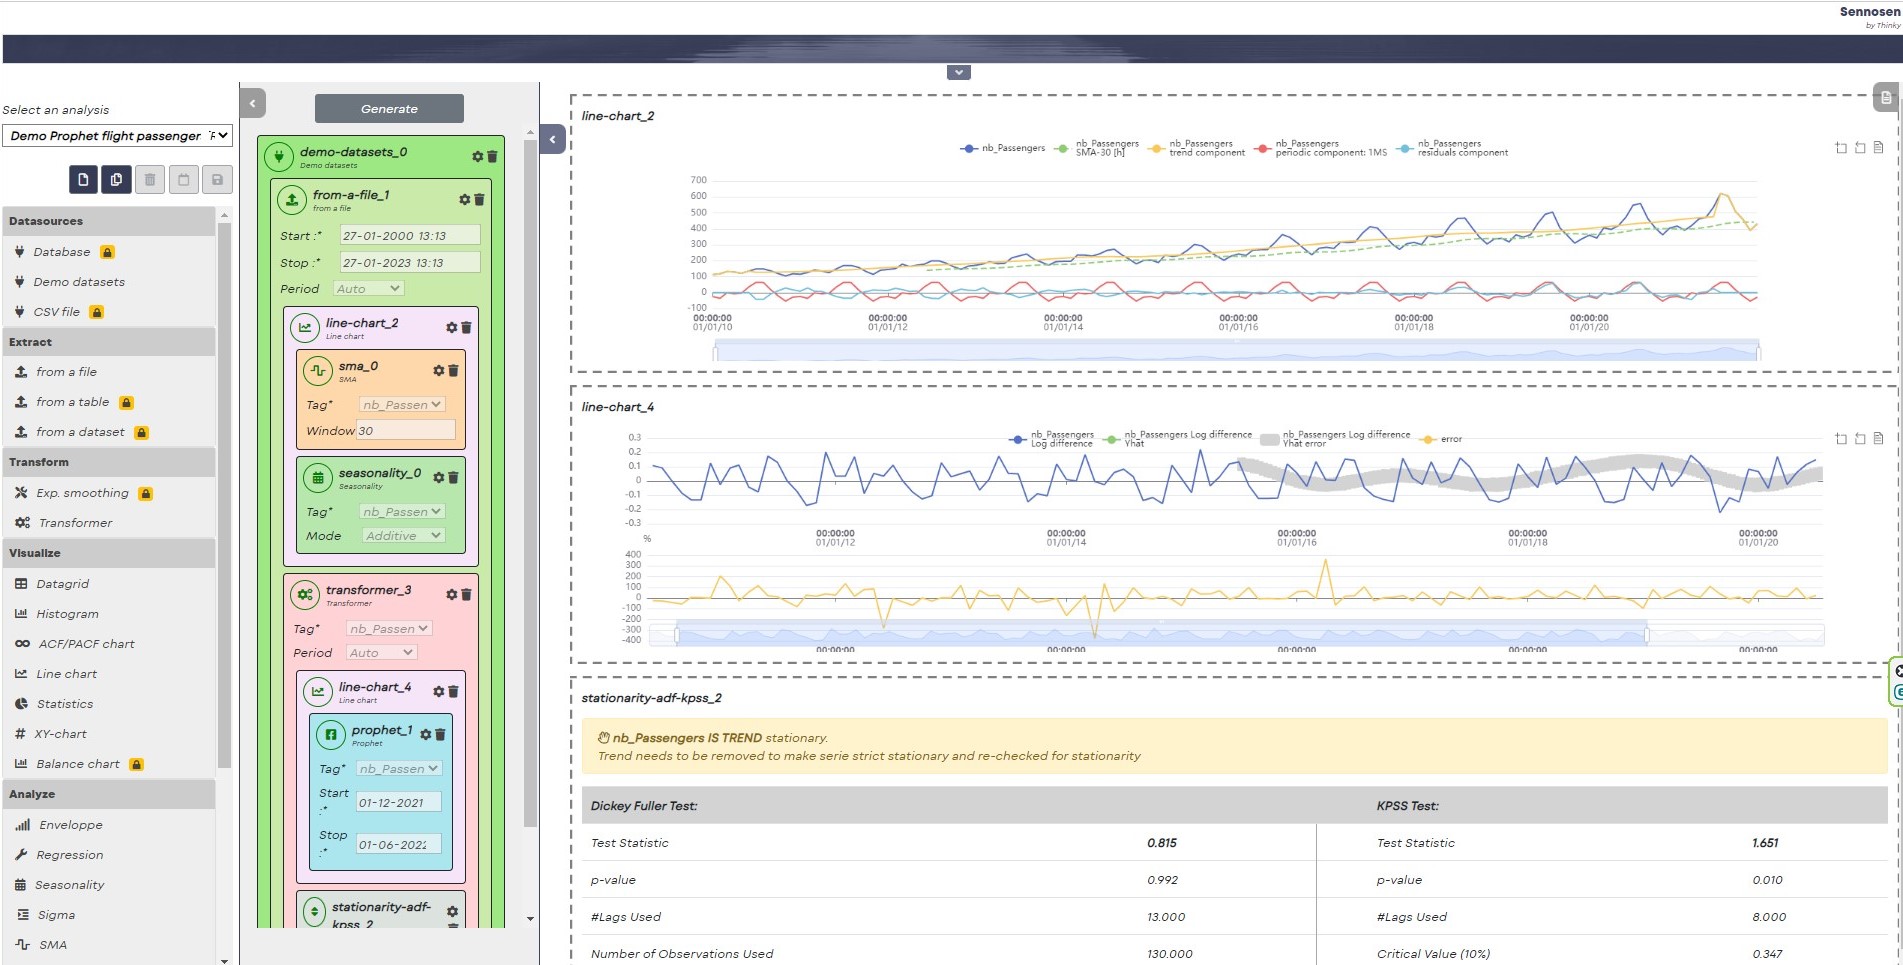 Sennosen
by Thinky
Select an analysis
Demo Prophet flight passenger
Datasources
Database
Demo datasets
CSV file
Extract
from a file
from a table
from a dataset
Transform
Exp. smoothing
Transformer
Visualize
Datagrid
Histogram
ACF/PACF chart
Line chart
Statistics
XY-chart
Balance chart
Analyze
Enveloppe
Regression
Seasonality
Sigma
SMA
Generate
demo-datasets_0
Demo datasets
from-a-file_1
from a file
Start :* 27-01-2000 13:13
Stop :* 27-01-2023 13:13
Period Auto
line-chart_2
Line chart
sma_0
SMA
Tag* nb_Passen
Window 30
seasonality_0
Seasonality
Tag* nb_Passen
Mode Additive
transformer_3
Transformer
Tag* nb_Passen
Period Auto
line-chart_4
Line chart
prophet_1
Prophet
Tag* nb_Passen
Start
:* 01-12-2021
Stop
:* 01-06-2022
stationarity-adf-
kpss_2
line-chart_2
nb_Passengers
nb_Passengers
SMA-30 [h]
nb_Passengers
trend component
nb_Passengers
periodic component: 1MS
nb_Passengers
residuals component
700
600
500
400
300
200
100
0
-100
00:00:00 00:00:00 00:00:00 00:00:00 00:00:00 00:00:00
01/01/10 01/01/12 01/01/14 01/01/16 01/01/18 01/01/20
line-chart_4
nb_Passengers
Log difference
nb_Passengers Log difference
Yhat
nb_Passengers Log difference
Yhat error
error
0.3
0.2
0.1
0
-0.1
-0.2
-0.3
00:00:00 00:00:00 00:00:00 00:00:00 00:00:00
01/01/12 01/01/14 01/01/16 01/01/18 01/01/20
%
400
300
200
100
0
-100
-200
-300
-400
00:00:00 00:00:00 00:00:00 00:00:00 00:00:00
stationarity-adf-kpss_2
nb_Passengers IS TREND stationary.
Trend needs to be removed to make serie strict stationary and re-checked for stationarity
Dickey Fuller Test: KPSS Test:
Test Statistic 0.815 Test Statistic 1.651
p-value 0.992 p-value 0.010
#Lags Used 13.000 #Lags Used 8.000
Number of Observations Used 130.000 Critical Value (10%) 0.347